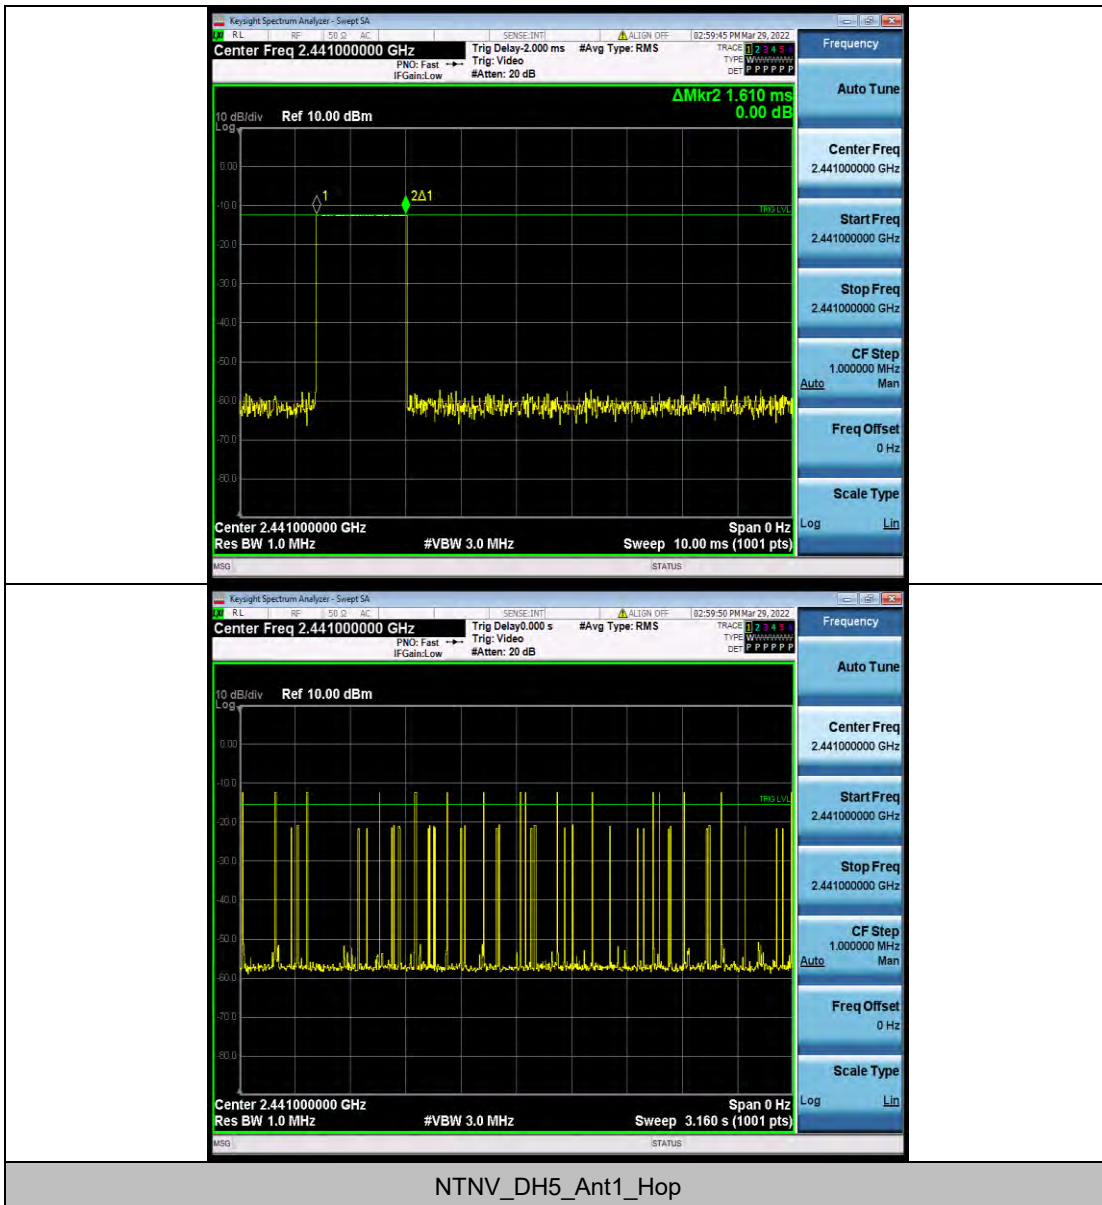 Keysight Spectrum Analyzer - Swept SA
RL RF 50 Ω AC SENSE:INT ALIGN OFF 02:59:45 PM Mar 29, 2022
Center Freq 2.441000000 GHz
PNO: Fast
IFGain:Low
Trig Delay-2.000 ms
Trig: Video
#Atten: 20 dB
#Avg Type: RMS
TRACE 1 2 3 4 5 6
TYPE WWWWWW
DET P P P P P P
ΔMkr2 1.610 ms
0.00 dB
10 dB/div
Log
Ref 10.00 dBm
0.00
-10.0
-20.0
-30.0
-40.0
-50.0
-60.0
-70.0
-80.0
1
2Δ1
TRIG LVL
Center 2.441000000 GHz
Span 0 Hz
Res BW 1.0 MHz
#VBW 3.0 MHz
Sweep 10.00 ms (1001 pts)
MSG
STATUS
Frequency
Auto Tune
Center Freq
2.441000000 GHz
Start Freq
2.441000000 GHz
Stop Freq
2.441000000 GHz
CF Step
1.000000 MHz
Auto Man
Freq Offset
0 Hz
Scale Type
Log Lin
Keysight Spectrum Analyzer - Swept SA
RL RF 50 Ω AC SENSE:INT ALIGN OFF 02:59:50 PM Mar 29, 2022
Center Freq 2.441000000 GHz
PNO: Fast
IFGain:Low
Trig Delay0.000 s
Trig: Video
#Atten: 20 dB
#Avg Type: RMS
TRACE 1 2 3 4 5 6
TYPE WWWWWW
DET P P P P P P
10 dB/div
Log
Ref 10.00 dBm
0.00
-10.0
-20.0
-30.0
-40.0
-50.0
-60.0
-70.0
-80.0
TRIG LVL
Center 2.441000000 GHz
Span 0 Hz
Res BW 1.0 MHz
#VBW 3.0 MHz
Sweep 3.160 s (1001 pts)
MSG
STATUS
Frequency
Auto Tune
Center Freq
2.441000000 GHz
Start Freq
2.441000000 GHz
Stop Freq
2.441000000 GHz
CF Step
1.000000 MHz
Auto Man
Freq Offset
0 Hz
Scale Type
Log Lin
NTNV_DH5_Ant1_Hop